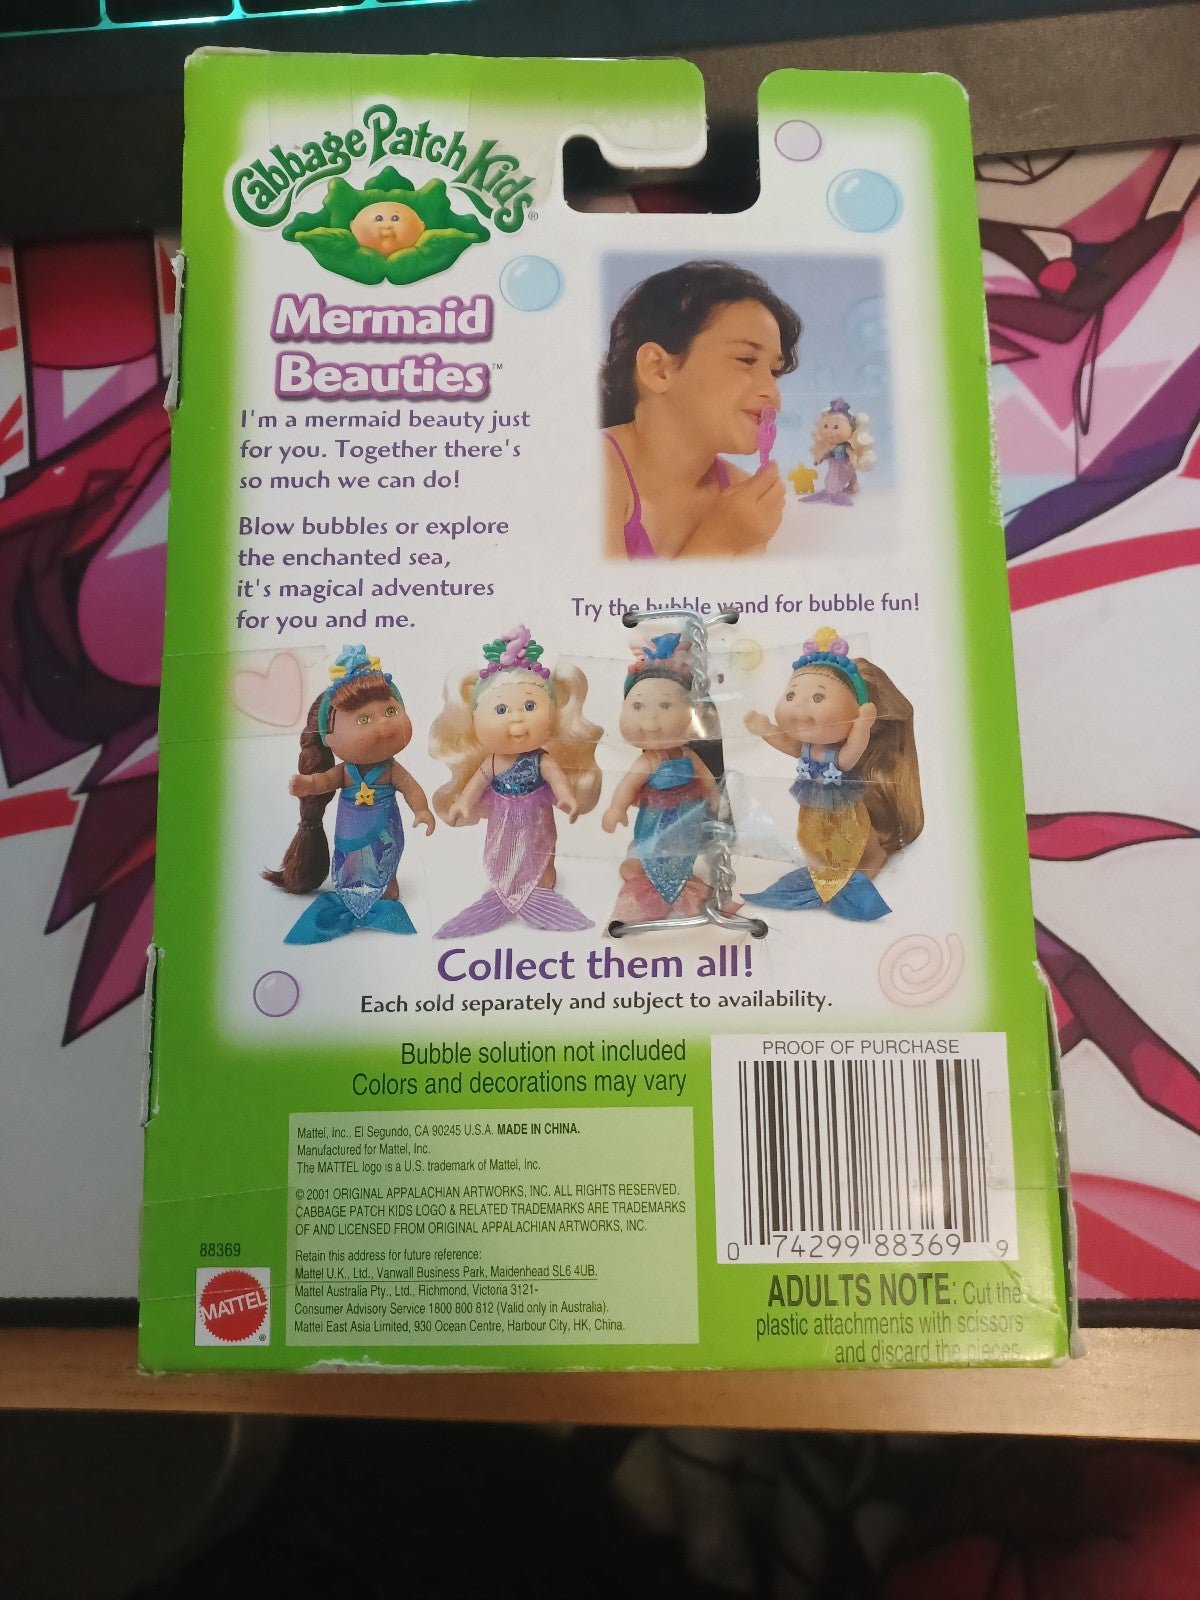 Cabbage Patch Kids®
Mermaid
Beauties™
I'm a mermaid beauty just
for you. Together there's
so much we can do!
Blow bubbles or explore
the enchanted sea,
it's magical adventures
for you and me.
Try the bubble wand for bubble fun!
Collect them all!
Each sold separately and subject to availability.
Bubble solution not included
Colors and decorations may vary
PROOF OF PURCHASE
0 74299 88369 9
Mattel, Inc., El Segundo, CA 90245 U.S.A. MADE IN CHINA.
Manufactured for Mattel, Inc.
The MATTEL logo is a U.S. trademark of Mattel, Inc.
© 2001 ORIGINAL APPALACHIAN ARTWORKS, INC. ALL RIGHTS RESERVED.
CABBAGE PATCH KIDS LOGO & RELATED TRADEMARKS ARE TRADEMARKS
OF AND LICENSED FROM ORIGINAL APPALACHIAN ARTWORKS, INC.
Retain this address for future reference:
Mattel U.K., Ltd., Vanwall Business Park, Maidenhead SL6 4UB.
Mattel Australia Pty., Ltd., Richmond, Victoria 3121-
Consumer Advisory Service 1800 800 812 (Valid only in Australia).
Mattel East Asia Limited, 930 Ocean Centre, Harbour City, HK, China.
88369
MATTEL®
ADULTS NOTE: Cut the
plastic attachments with scissors
and discard the pieces.